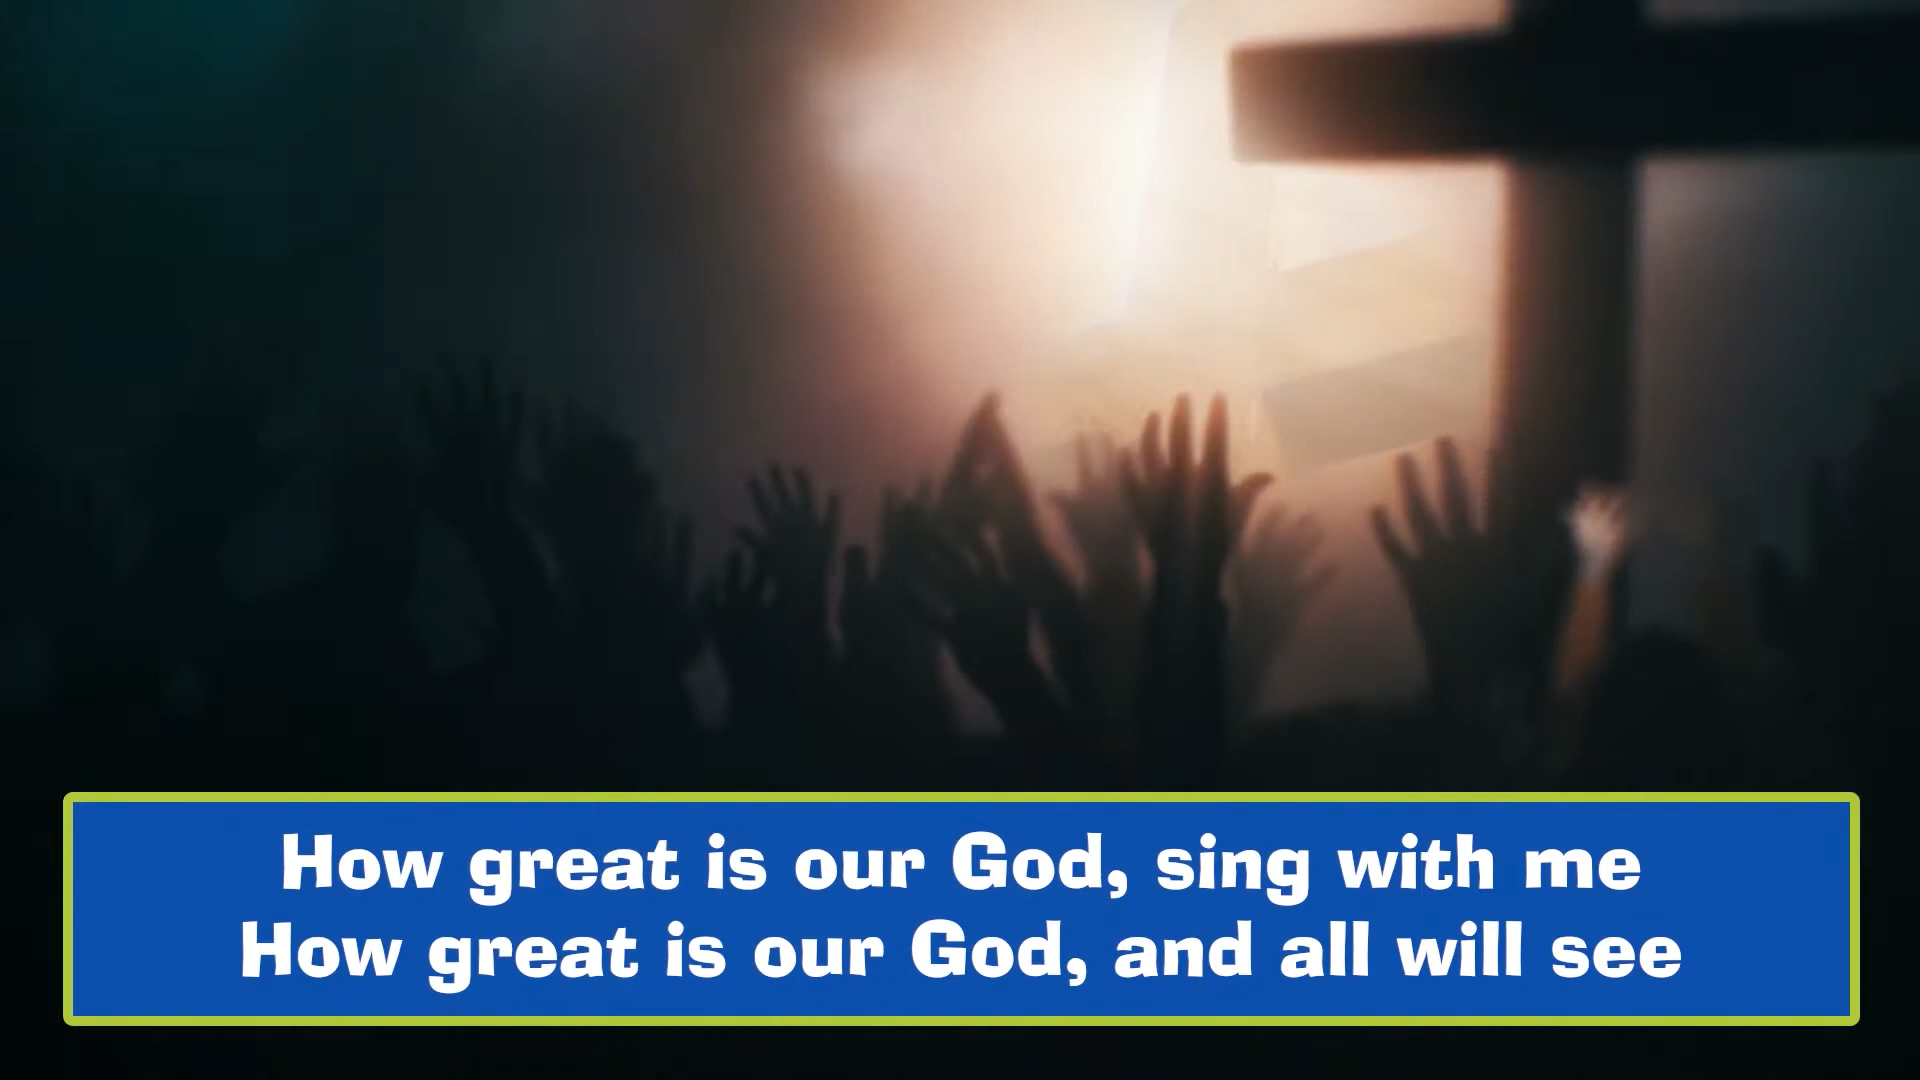 How great is our God, sing with me
How great is our God, and all will see